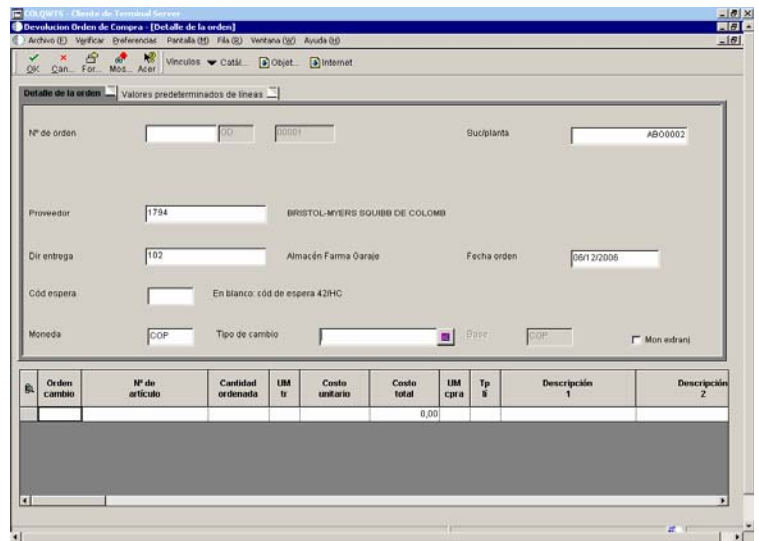 COLQWTS - Cliente de Terminal Server
Devolucion Orden de Compra - [Detalle de la orden]
Archivo (F) Verificar Preferencias Pantalla (M) Fila (R) Ventana (W) Ayuda (H)
OK Can... For... Mos... Acer Vínculos Catál... Objet... Internet
Detalle de la orden Valores predeterminados de líneas
Nº de orden OD 00001 Suc/planta ABO0002
Proveedor 1794 BRISTOL-MYERS SQUIBB DE COLOMB
Dir entrega 102 Almacén Farma Garaje Fecha orden 06/12/2006
Cód espera En blanco: cód de espera 42/HC
Moneda COP Tipo de cambio Base COP Mon extranj
Orden cambio Nº de artículo Cantidad ordenada UM tr Costo unitario Costo total UM cpra Tp lí Descripción 1 Descripción 2
0,00